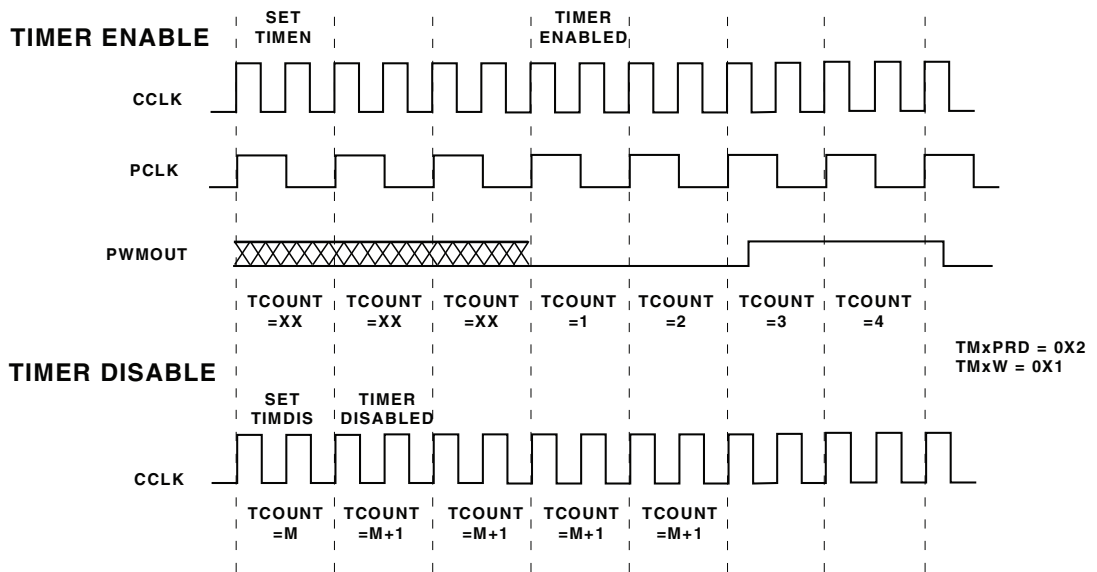 TIMER ENABLE
SET
TIMEN
TIMER
ENABLED
CCLK
PCLK
PWMOUT
TCOUNT
=XX
TCOUNT
=XX
TCOUNT
=XX
TCOUNT
=1
TCOUNT
=2
TCOUNT
=3
TCOUNT
=4
TMxPRD = 0X2
TMxW = 0X1
TIMER DISABLE
SET
TIMDIS
TIMER
DISABLED
CCLK
TCOUNT
=M
TCOUNT
=M+1
TCOUNT
=M+1
TCOUNT
=M+1
TCOUNT
=M+1